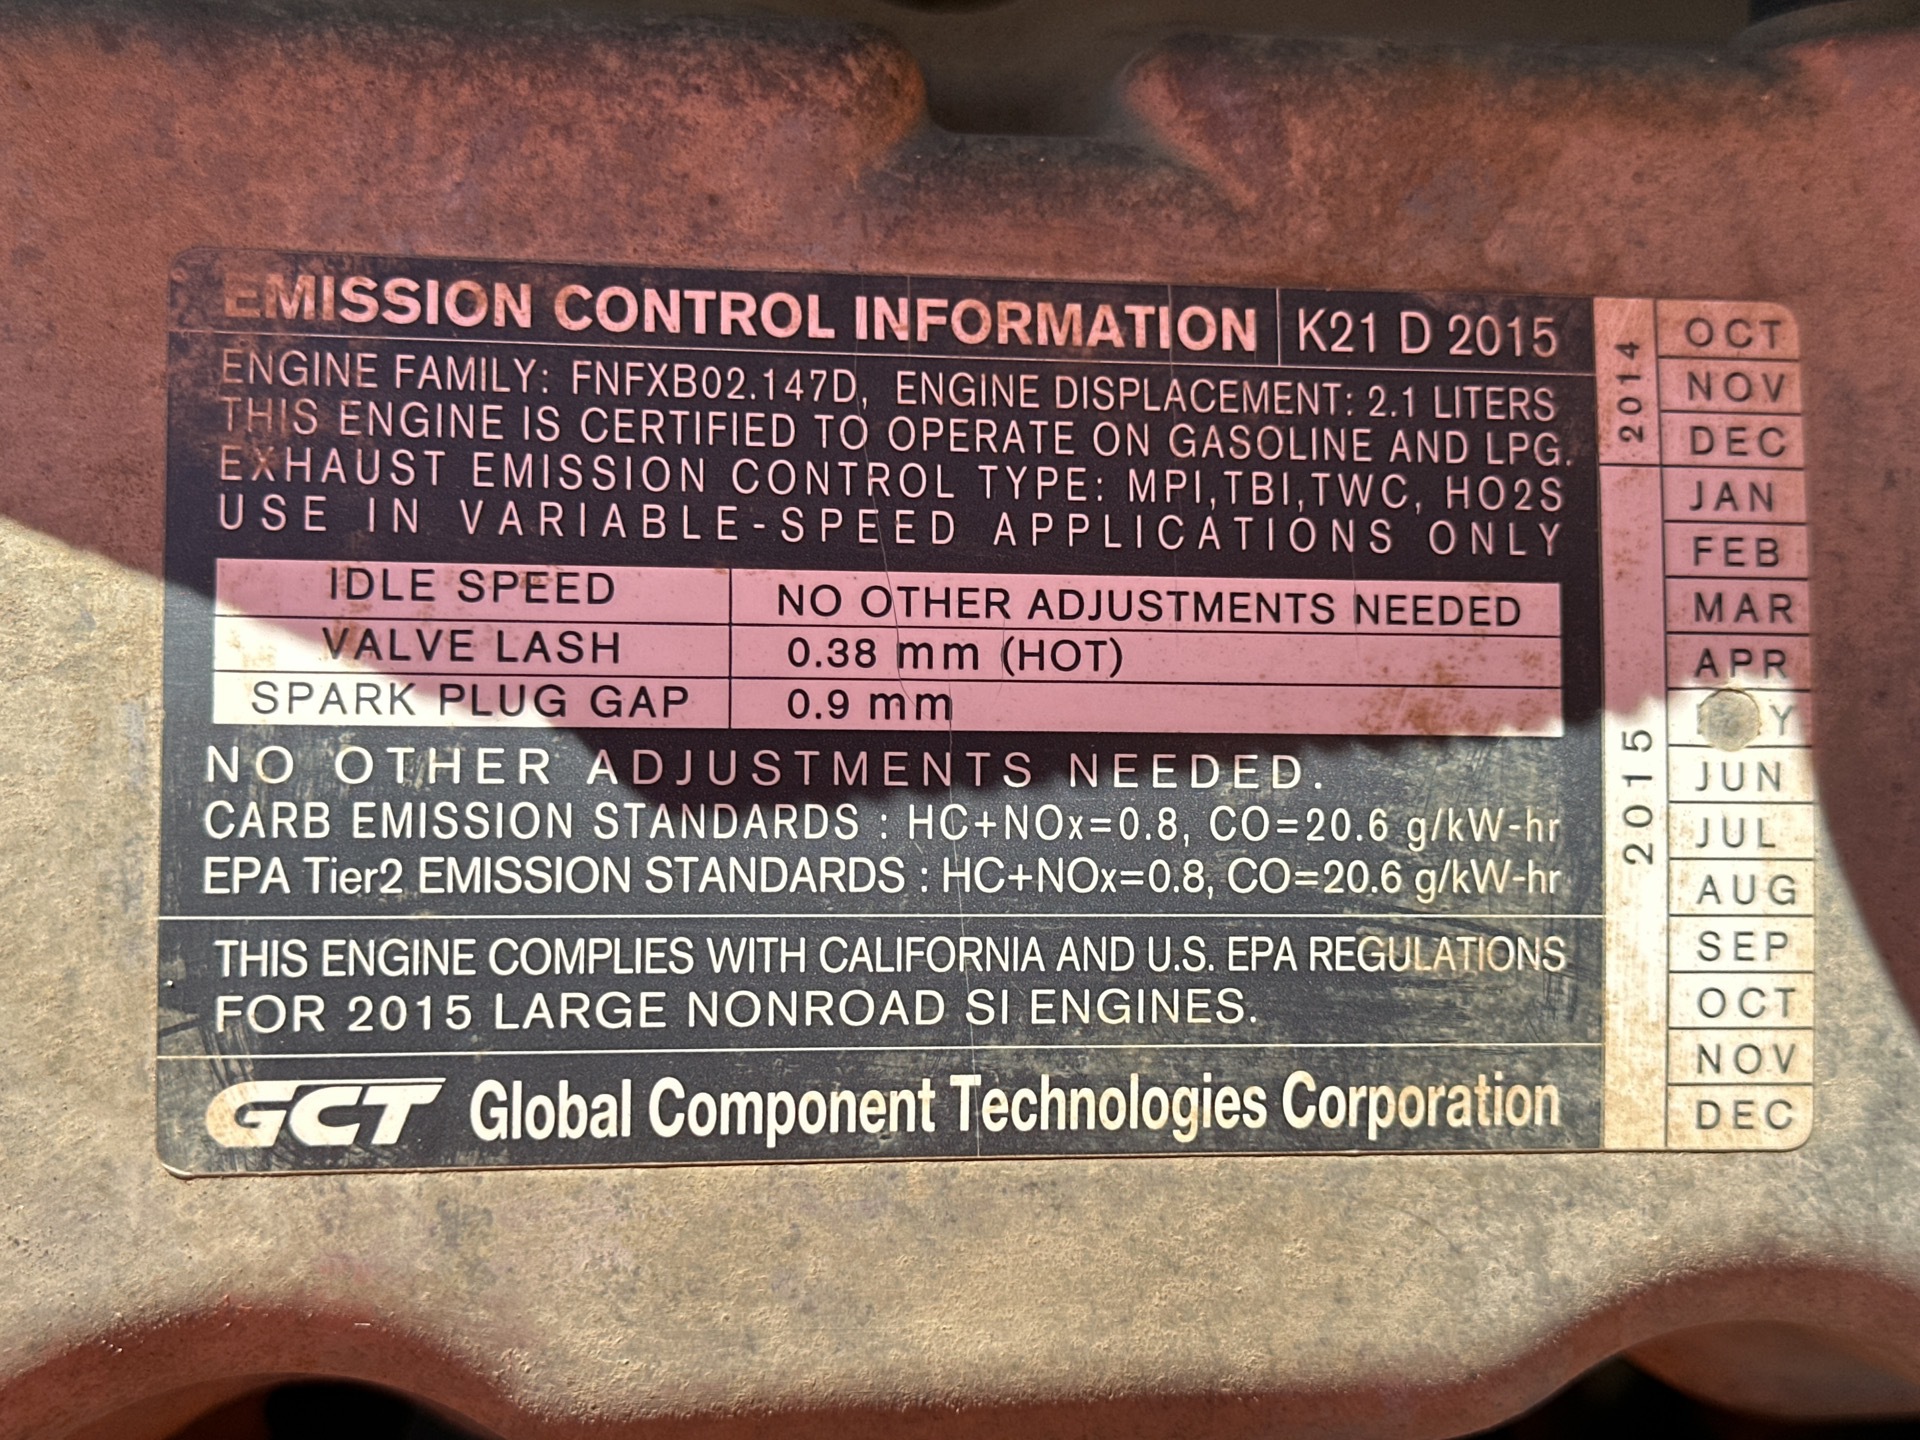 EMISSION CONTROL INFORMATION K21 D 2015
ENGINE FAMILY: FNFXB02.147D, ENGINE DISPLACEMENT: 2.1 LITERS
THIS ENGINE IS CERTIFIED TO OPERATE ON GASOLINE AND LPG.
EXHAUST EMISSION CONTROL TYPE: MPI,TBI,TWC, HO2S
USE IN VARIABLE-SPEED APPLICATIONS ONLY
IDLE SPEED NO OTHER ADJUSTMENTS NEEDED
VALVE LASH 0.38 mm (HOT)
SPARK PLUG GAP 0.9 mm
NO OTHER ADJUSTMENTS NEEDED.
CARB EMISSION STANDARDS : HC+NOx=0.8, CO=20.6 g/kW-hr
EPA Tier2 EMISSION STANDARDS : HC+NOx=0.8, CO=20.6 g/kW-hr
THIS ENGINE COMPLIES WITH CALIFORNIA AND U.S. EPA REGULATIONS
FOR 2015 LARGE NONROAD SI ENGINES.
GCT Global Component Technologies Corporation
2014
OCT
NOV
DEC
2015
JAN
FEB
MAR
APR
JUN
JUL
AUG
SEP
OCT
NOV
DEC